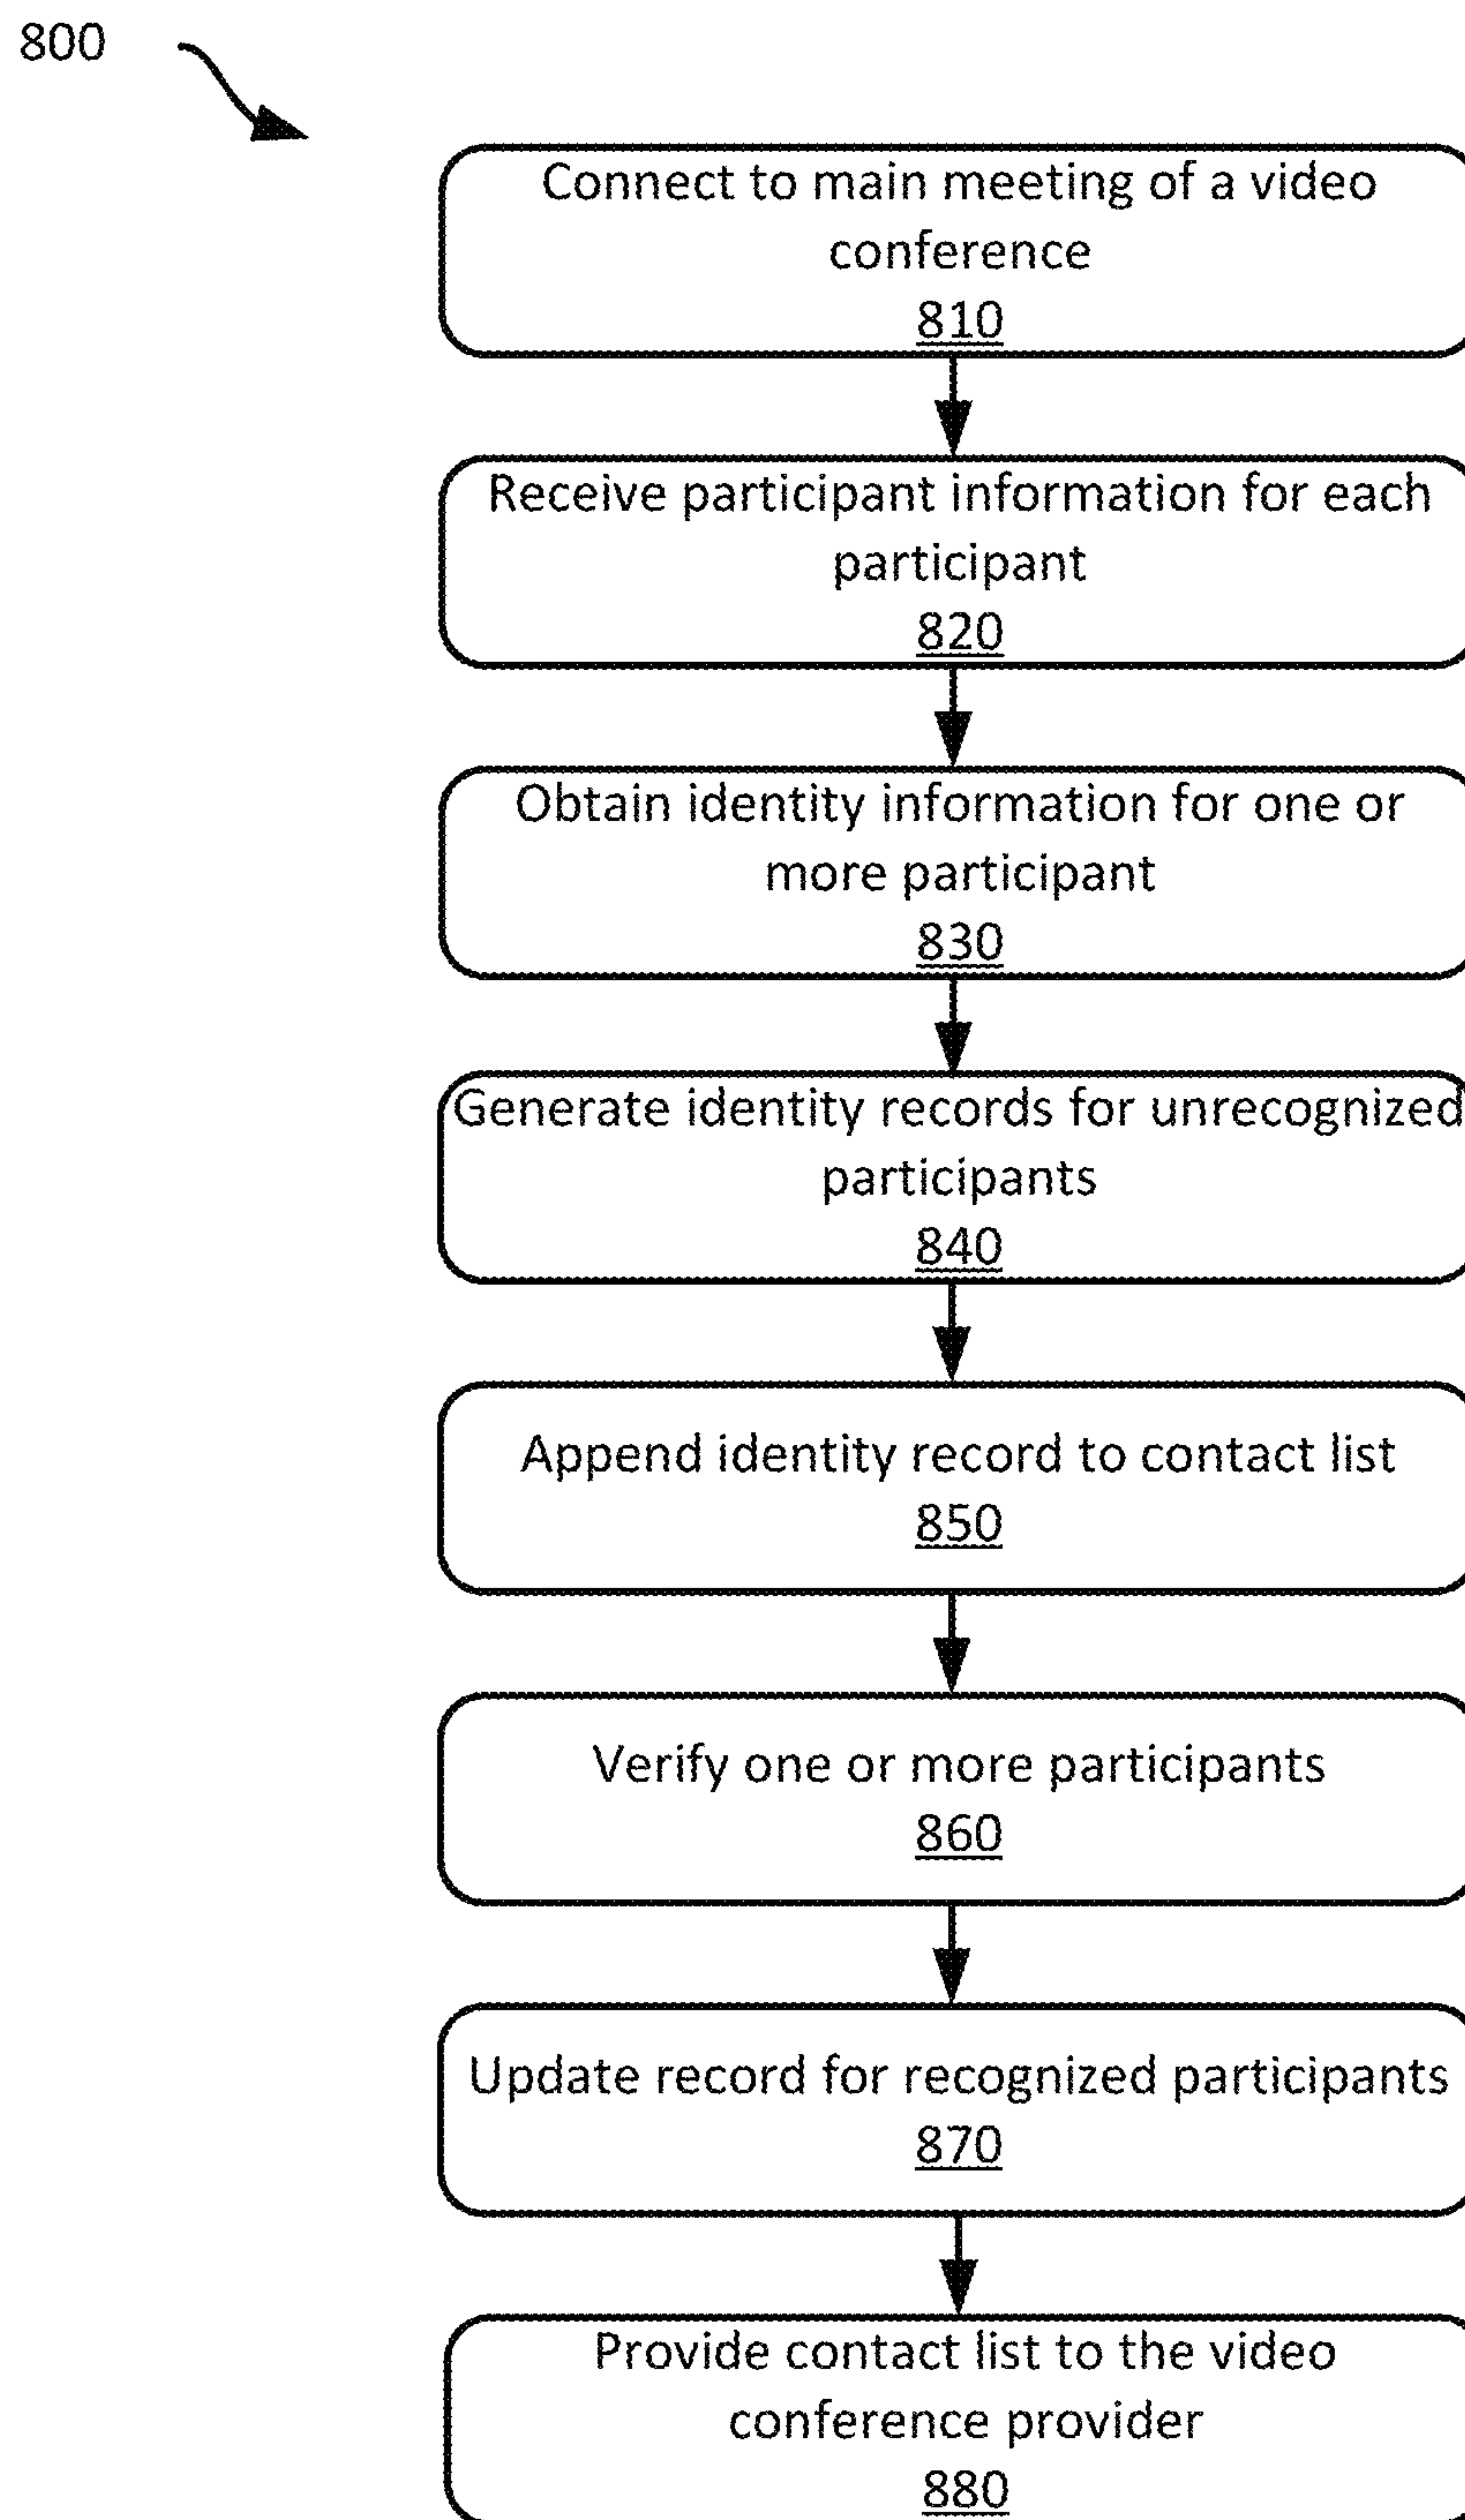 800
Connect to main meeting of a video
conference
810
Receive participant information for each
participant
820
Obtain identity information for one or
more participant
830
Generate identity records for unrecognized
participants
840
Append identity record to contact list
850
Verify one or more participants
860
Update record for recognized participants
870
Provide contact list to the video
conference provider
880